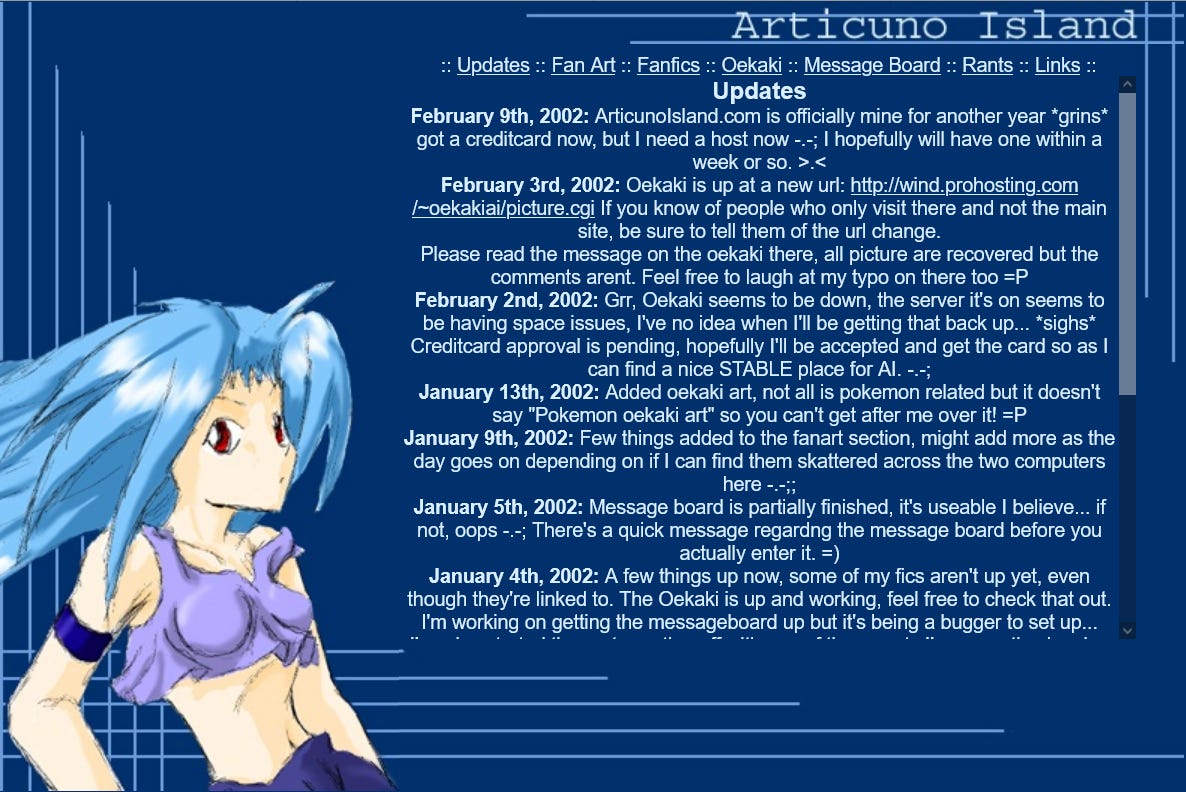 Articuno Island
:: Updates :: Fan Art :: Fanfics :: Oekaki :: Message Board :: Rants :: Links ::
Updates
February 9th, 2002: ArticunoIsland.com is officially mine for another year *grins*
got a creditcard now, but I need a host now -.-; I hopefully will have one within a
week or so. >.<
February 3rd, 2002: Oekaki is up at a new url: http://wind.prohosting.com
/~oekakiai/picture.cgi If you know of people who only visit there and not the main
site, be sure to tell them of the url change.
Please read the message on the oekaki there, all picture are recovered but the
comments arent. Feel free to laugh at my typo on there too =P
February 2nd, 2002: Grr, Oekaki seems to be down, the server it's on seems to
be having space issues, I've no idea when I'll be getting that back up... *sighs*
Creditcard approval is pending, hopefully I'll be accepted and get the card so as I
can find a nice STABLE place for AI. -.-;
January 13th, 2002: Added oekaki art, not all is pokemon related but it doesn't
say "Pokemon oekaki art" so you can't get after me over it! =P
January 9th, 2002: Few things added to the fanart section, might add more as the
day goes on depending on if I can find them skattered across the two computers
here -.-;;
January 5th, 2002: Message board is partially finished, it's useable I believe... if
not, oops -.-; There's a quick message regardng the message board before you
actually enter it. =)
January 4th, 2002: A few things up now, some of my fics aren't up yet, even
though they're linked to. The Oekaki is up and working, feel free to check that out.
I'm working on getting the messageboard up but it's being a bugger to set up...